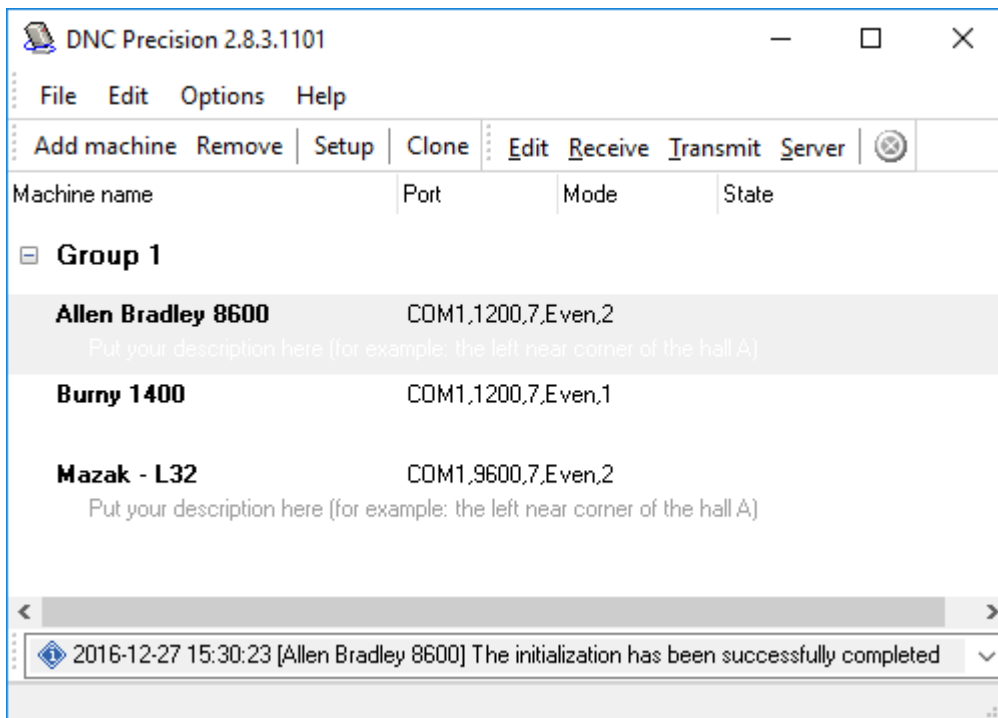 DNC Precision 2.8.3.1101
File Edit Options Help
Add machine Remove Setup Clone Edit Receive Transmit Server
Machine name Port Mode State
Group 1
Allen Bradley 8600 COM1,1200,7,Even,2
Put your description here (for example: the left near corner of the hall A)
Burny 1400 COM1,1200,7,Even,1
Mazak - L32 COM1,9600,7,Even,2
Put your description here (for example: the left near corner of the hall A)
2016-12-27 15:30:23 [Allen Bradley 8600] The initialization has been successfully completed